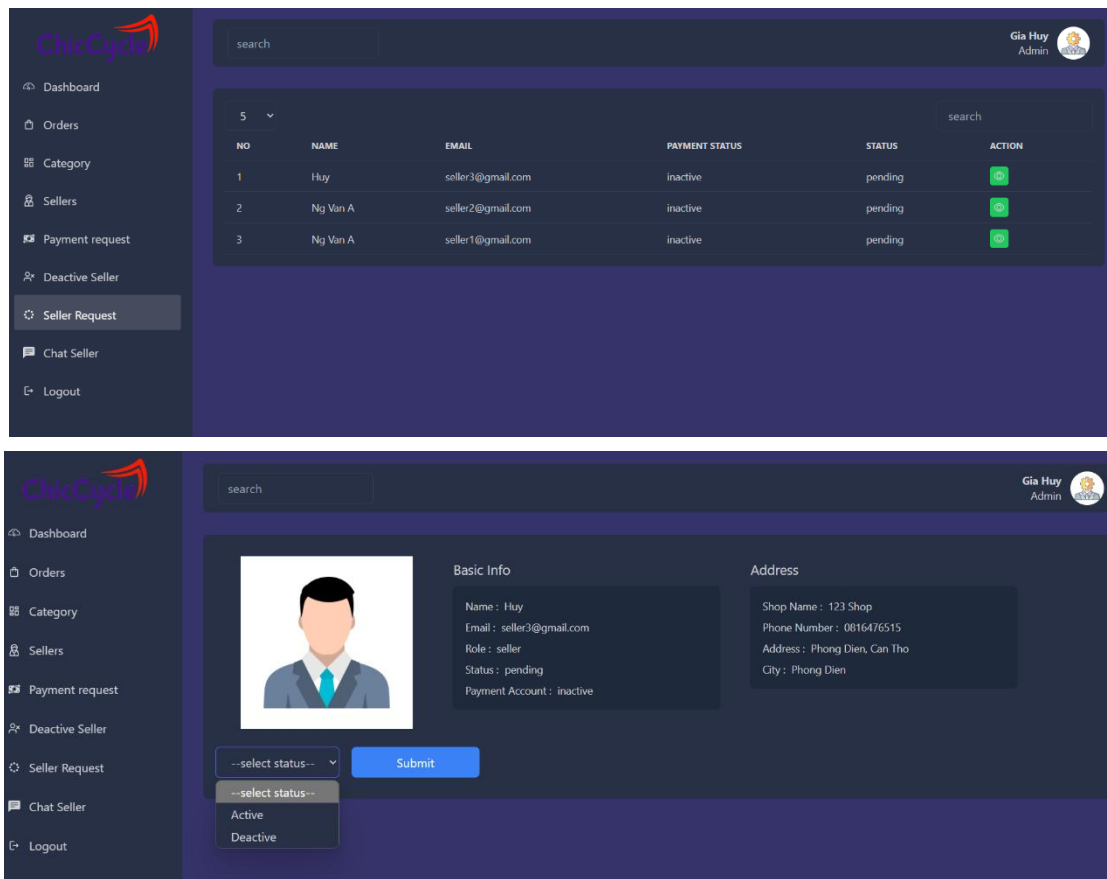 ChicCycle
search
Gia Huy
Admin
Dashboard
Orders
Category
Sellers
Payment request
Deactive Seller
Seller Request
Chat Seller
Logout
5
search
NO NAME EMAIL PAYMENT STATUS STATUS ACTION
1 Huy seller3@gmail.com inactive pending
2 Ng Van A seller2@gmail.com inactive pending
3 Ng Van A seller1@gmail.com inactive pending
ChicCycle
search
Gia Huy
Admin
Dashboard
Orders
Category
Sellers
Payment request
Deactive Seller
Seller Request
Chat Seller
Logout
Basic Info
Name : Huy
Email : seller3@gmail.com
Role : seller
Status : pending
Payment Account : inactive
Address
Shop Name : 123 Shop
Phone Number : 0816476515
Address : Phong Dien, Can Tho
City : Phong Dien
--select status--
Submit
--select status--
Active
Deactive